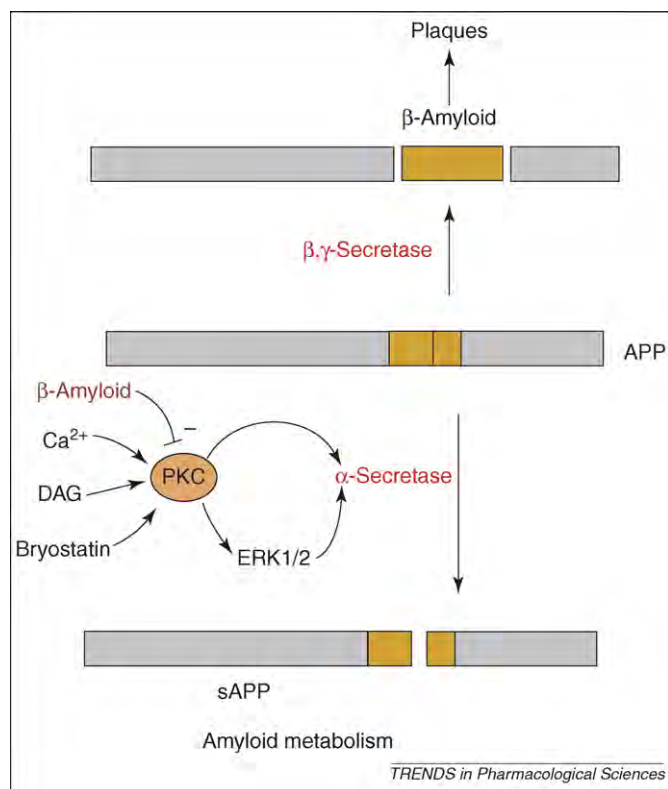 Plaques
β-Amyloid
β,γ-Secretase
APP
β-Amyloid
−
Ca²⁺
PKC
α-Secretase
DAG
Bryostatin
ERK1/2
sAPP
Amyloid metabolism
TRENDS in Pharmacological Sciences